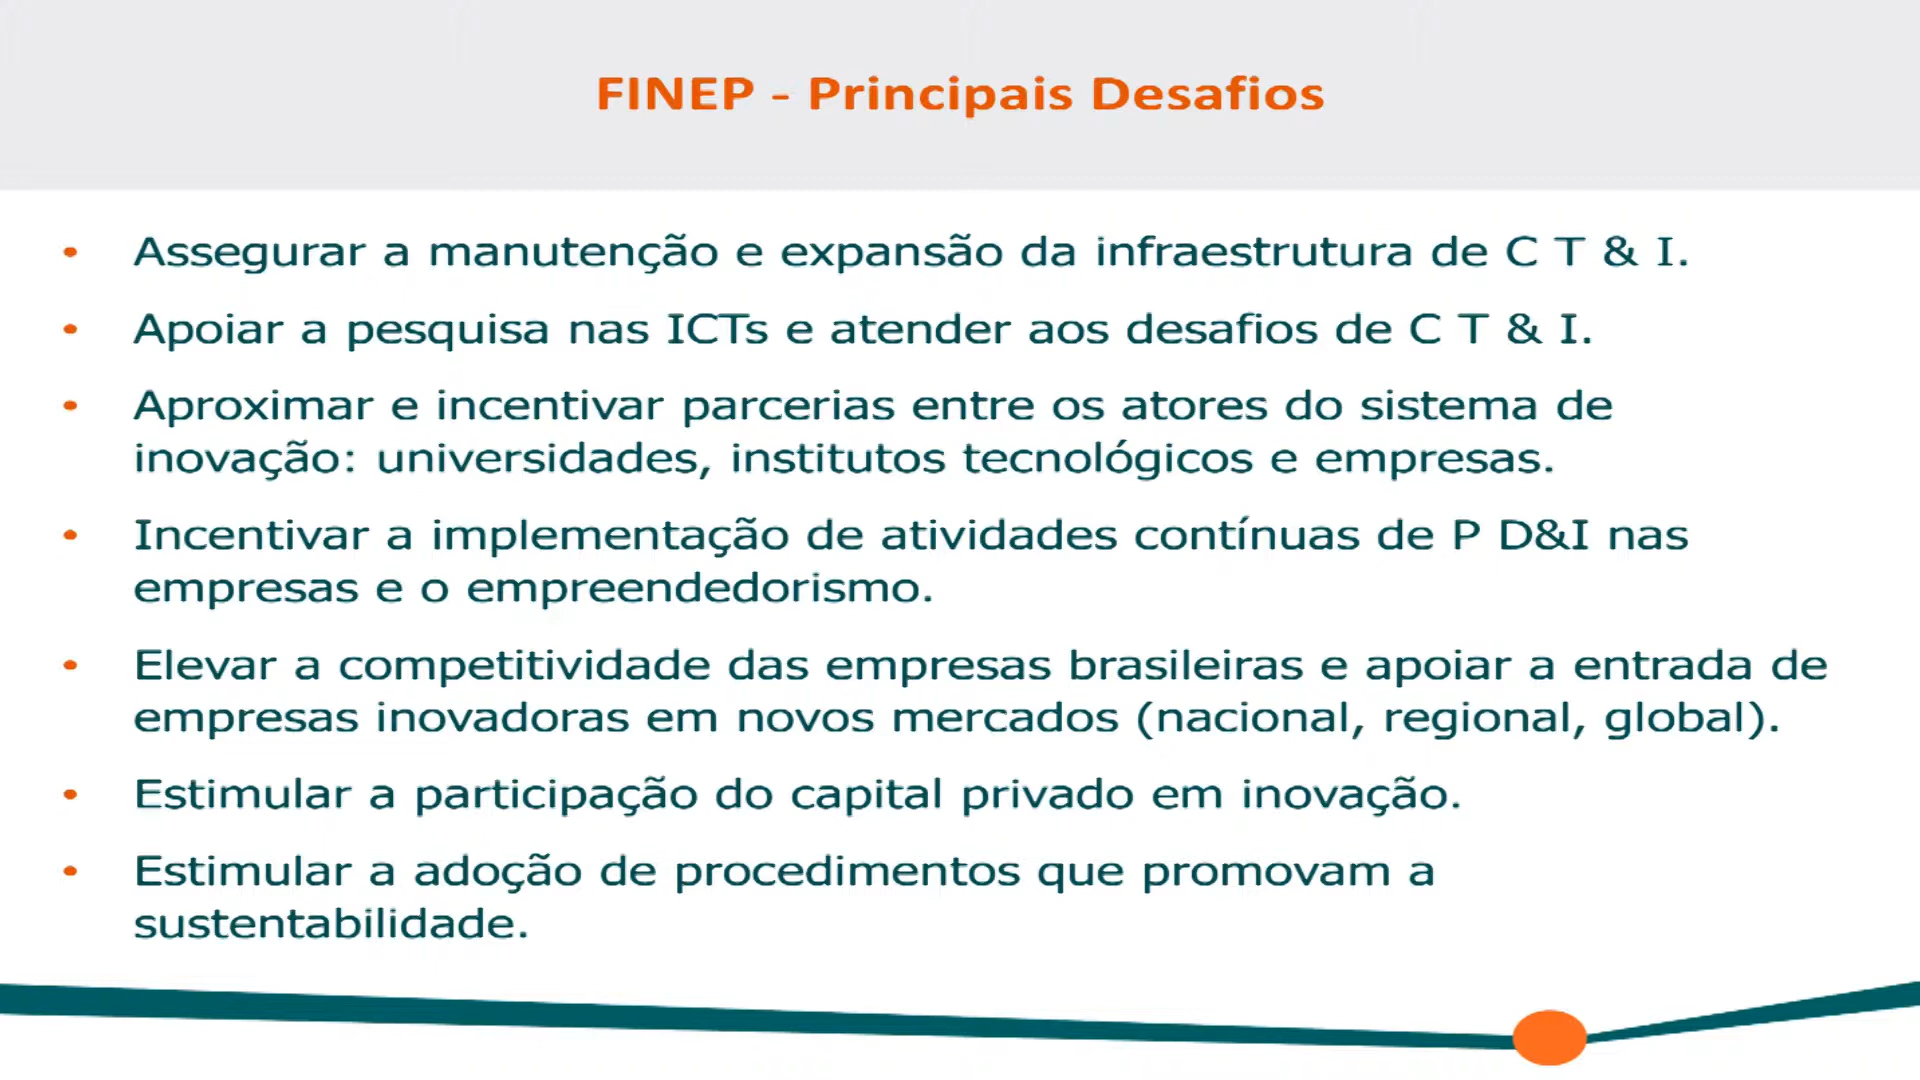 FINEP - Principais Desafios
• Assegurar a manutenção e expansão da infraestrutura de C T & I.
• Apoiar a pesquisa nas ICTs e atender aos desafios de C T & I.
• Aproximar e incentivar parcerias entre os atores do sistema de
inovação: universidades, institutos tecnológicos e empresas.
• Incentivar a implementação de atividades contínuas de P D&I nas
empresas e o empreendedorismo.
• Elevar a competitividade das empresas brasileiras e apoiar a entrada de
empresas inovadoras em novos mercados (nacional, regional, global).
• Estimular a participação do capital privado em inovação.
• Estimular a adoção de procedimentos que promovam a
sustentabilidade.